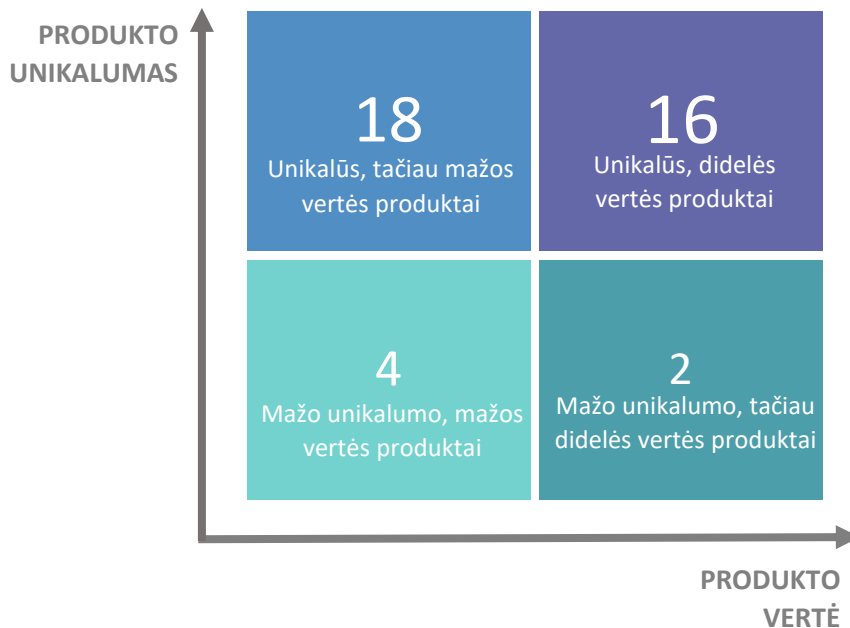 PRODUKTO
UNIKALUMAS
18
Unikalūs, tačiau mažos
vertės produktai
16
Unikalūs, didelės
vertės produktai
4
Mažo unikalumo, mažos
vertės produktai
2
Mažo unikalumo, tačiau
didelės vertės produktai
PRODUKTO
VERTĖ